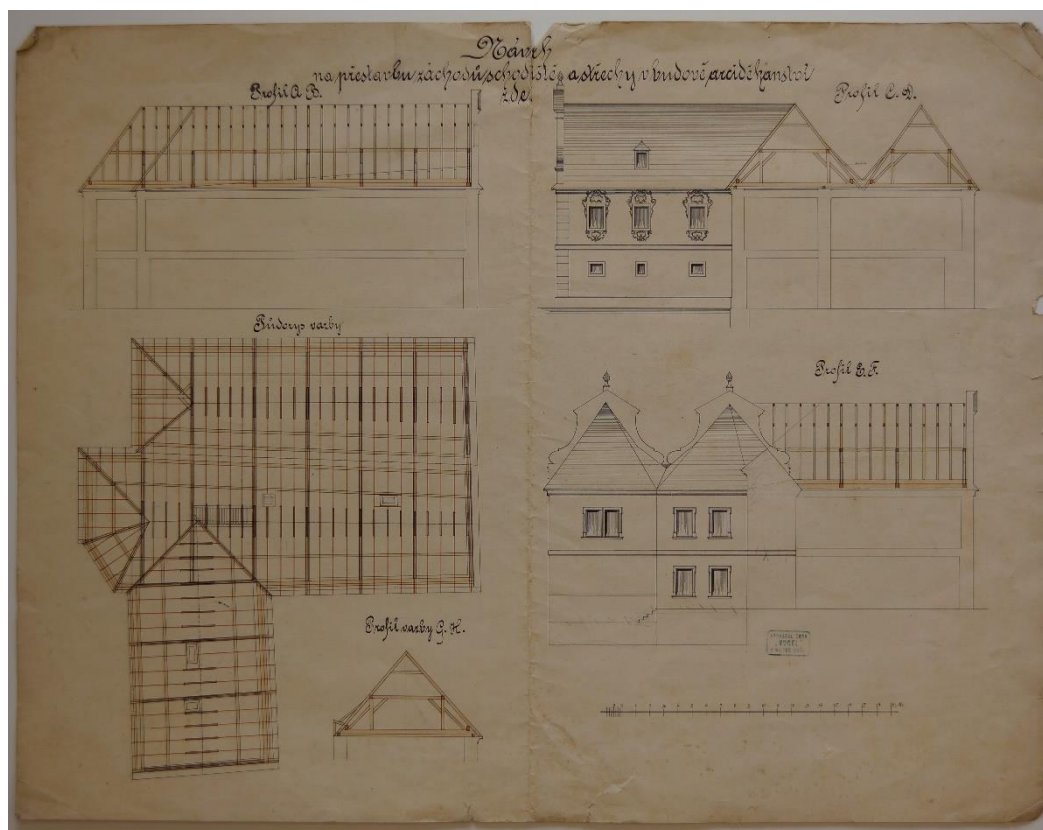 Návrh
na přestavbu záchodů, schodiště a střechy v budově arciděkanství
zde.
Profil A. B.
Profil C. D.
Půdorys vazby
Profil E. F.
Profil vazby G. H.